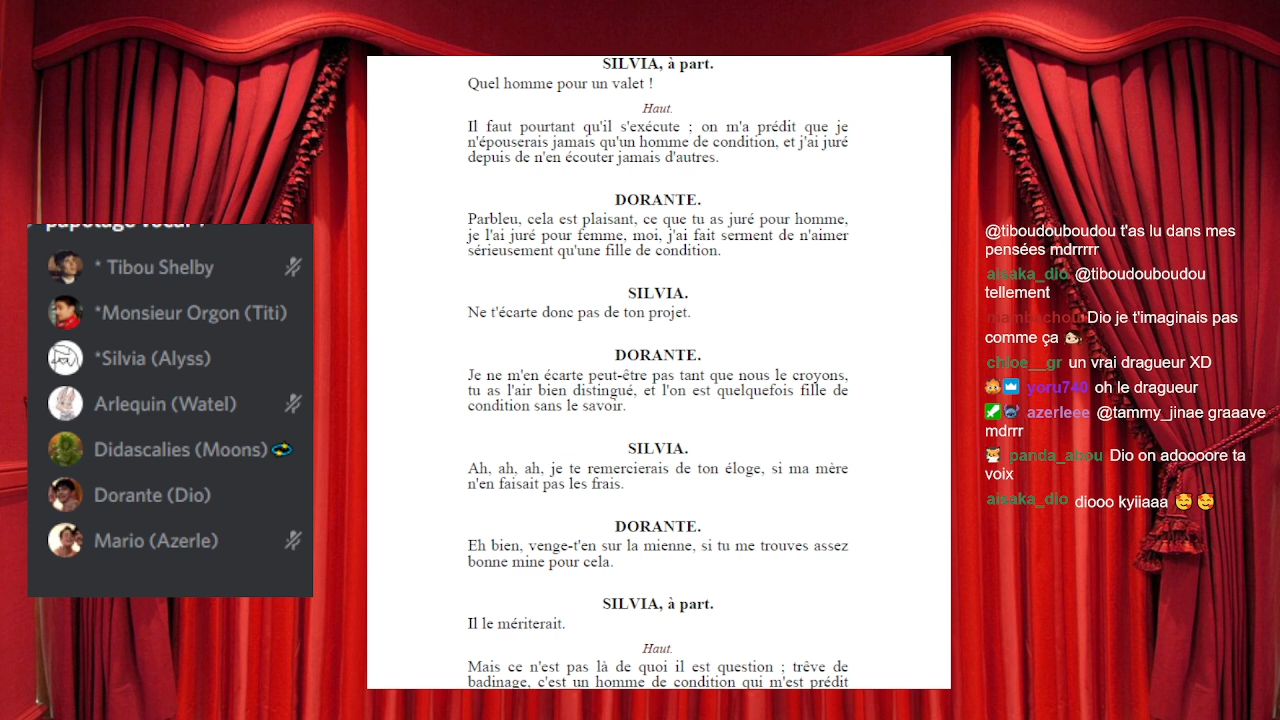 SILVIA, à part.
Quel homme pour un valet !
Haut.
Il faut pourtant qu'il s'exécute ; on m'a prédit que je
n'épouserais jamais qu'un homme de condition, et j'ai juré
depuis de n'en écouter jamais d'autres.
DORANTE.
Parbleu, cela est plaisant, ce que tu as juré pour homme,
je l'ai juré pour femme, moi, j'ai fait serment de n'aimer
sérieusement qu'une fille de condition.
SILVIA.
Ne t'écarte donc pas de ton projet.
DORANTE.
Je ne m'en écarte peut-être pas tant que nous le croyons,
tu as l'air bien distingué, et l'on est quelquefois fille de
condition sans le savoir.
SILVIA.
Ah, ah, ah, je te remercierais de ton éloge, si ma mère
n'en faisait pas les frais.
DORANTE.
Eh bien, venge-t'en sur la mienne, si tu me trouves assez
bonne mine pour cela.
SILVIA, à part.
Il le mériterait.
Haut.
Mais ce n'est pas là de quoi il est question ; trêve de
badinage, c'est un homme de condition qui m'est prédit
papotage vocal
* Tibou Shelby
*Monsieur Orgon (Titi)
*Silvia (Alyss)
Arlequin (Watel)
Didascalies (Moons)
Dorante (Dio)
Mario (Azerle)
@tiboudouboudou t'as lu dans mes
pensées mdrrrrr
aisaka_dio @tiboudouboudou
tellement
mambachou Dio je t'imaginais pas
comme ça
chloe__gr un vrai dragueur XD
yoru740 oh le dragueur
azerleee @tammy_jinae graaave
mdrrr
panda_abou Dio on adoooore ta
voix
aisaka_dio diooo kyiiaaa